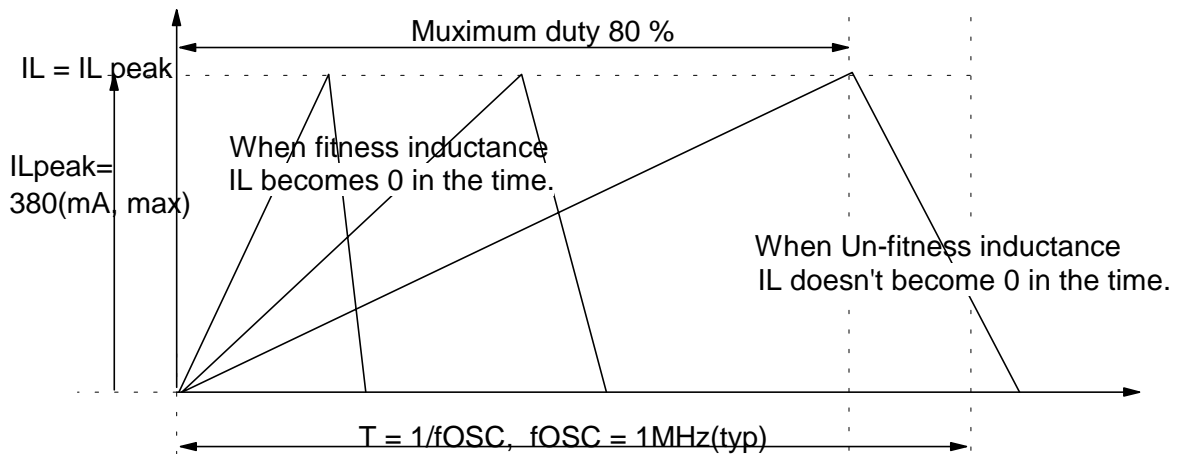 Muximum duty 80 %
IL = IL peak
When fitness inductance
IL becomes 0 in the time.
ILpeak=
380(mA, max)
When Un-fitness inductance
IL doesn't become 0 in the time.
T = 1/fOSC, fOSC = 1MHz(typ)